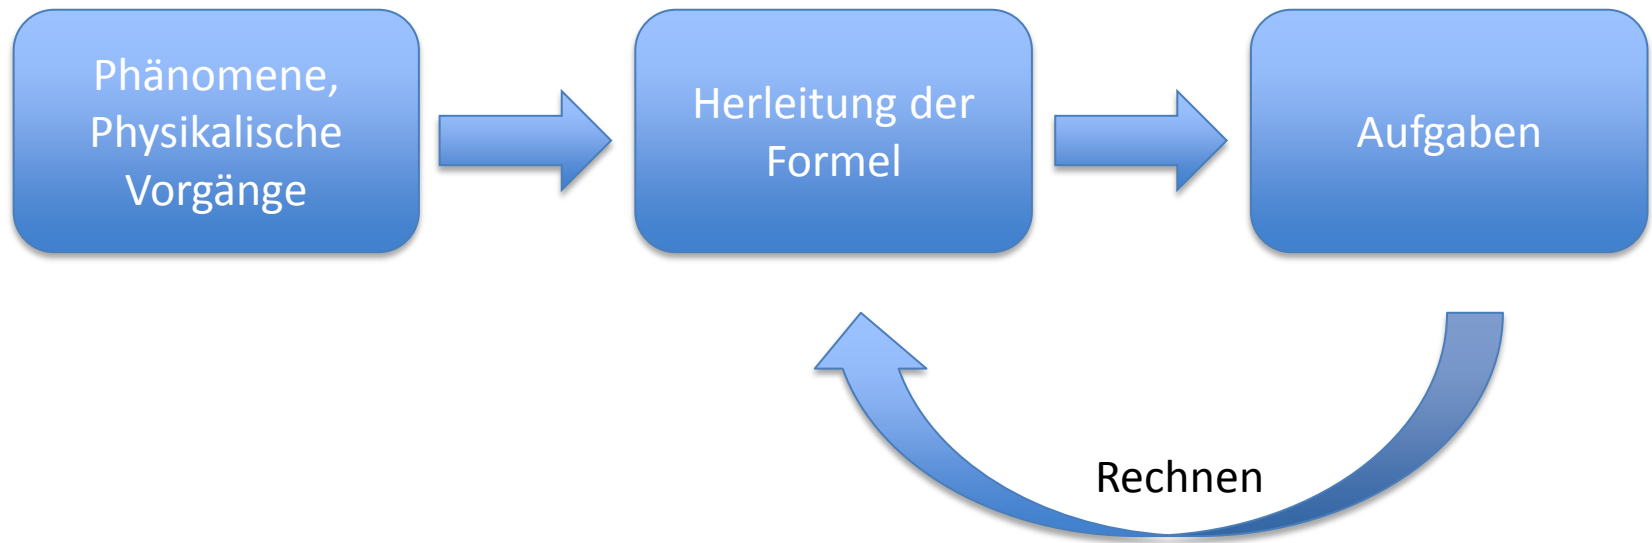 Phänomene,
Physikalische
Vorgänge
Herleitung der
Formel
Aufgaben
Rechnen